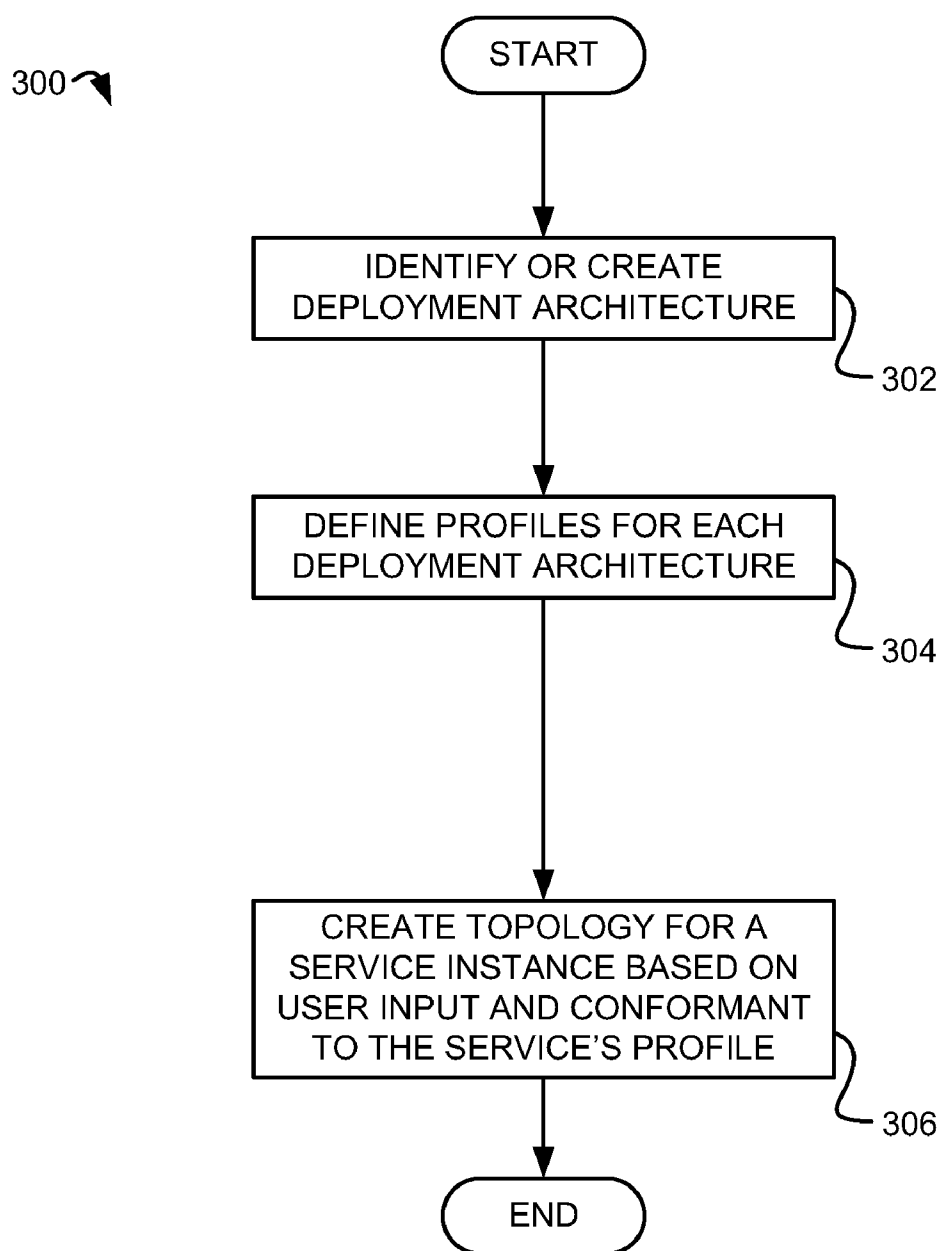 START
300
IDENTIFY OR CREATE
DEPLOYMENT ARCHITECTURE
302
DEFINE PROFILES FOR EACH
DEPLOYMENT ARCHITECTURE
304
CREATE TOPOLOGY FOR A
SERVICE INSTANCE BASED ON
USER INPUT AND CONFORMANT
TO THE SERVICE'S PROFILE
306
END